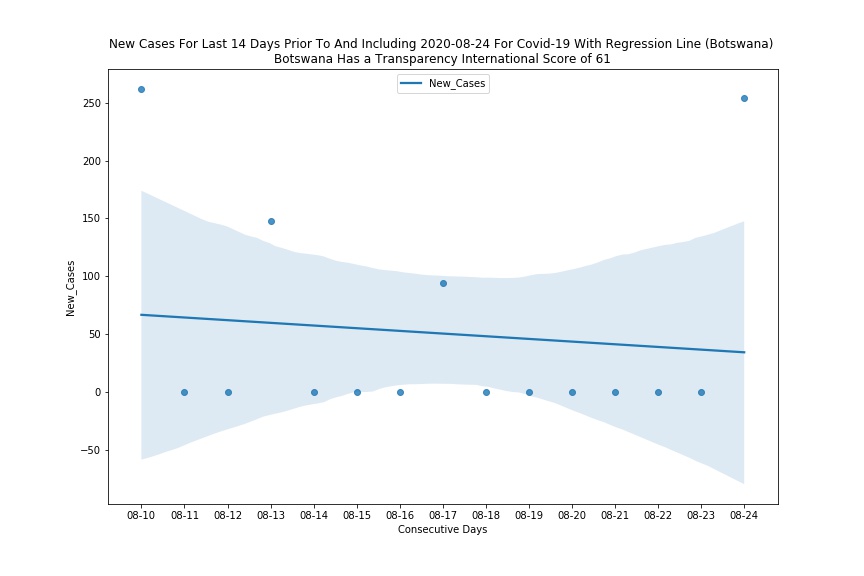 New Cases For Last 14 Days Prior To And Including 2020-08-24 For Covid-19 With Regression Line (Botswana)
Botswana Has a Transparency International Score of 61
New_Cases
250
200
150
100
50
0
−50
New_Cases
08-10 08-11 08-12 08-13 08-14 08-15 08-16 08-17 08-18 08-19 08-20 08-21 08-22 08-23 08-24
Consecutive Days